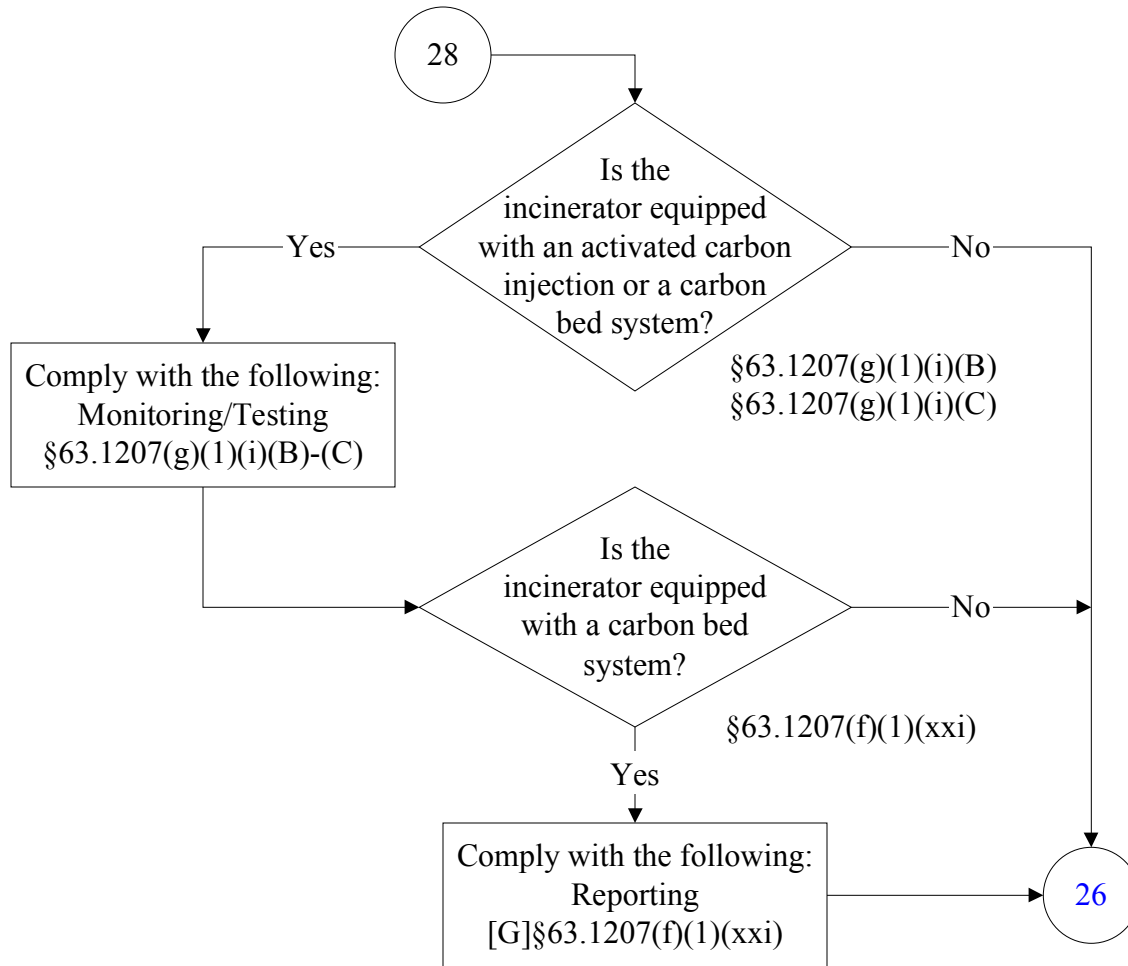 28
Is the
incinerator equipped
with an activated carbon
injection or a carbon
bed system?
Yes
No
§63.1207(g)(1)(i)(B)
§63.1207(g)(1)(i)(C)
Comply with the following:
Monitoring/Testing
§63.1207(g)(1)(i)(B)-(C)
Is the
incinerator equipped
with a carbon bed
system?
No
§63.1207(f)(1)(xxi)
Yes
Comply with the following:
Reporting
[G]§63.1207(f)(1)(xxi)
26